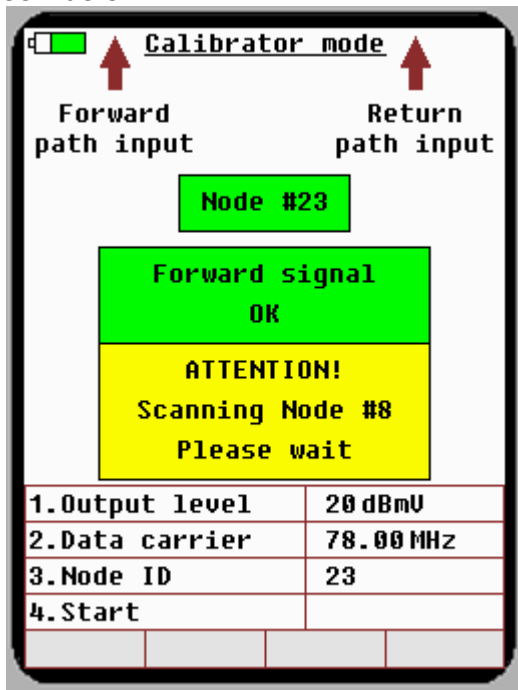 Calibrator mode
Forward
path input
Return
path input
Node #23
Forward signal
OK
ATTENTION!
Scanning Node #8
Please wait
1.Output level 20 dBmV
2.Data carrier 78.00 MHz
3.Node ID 23
4.Start